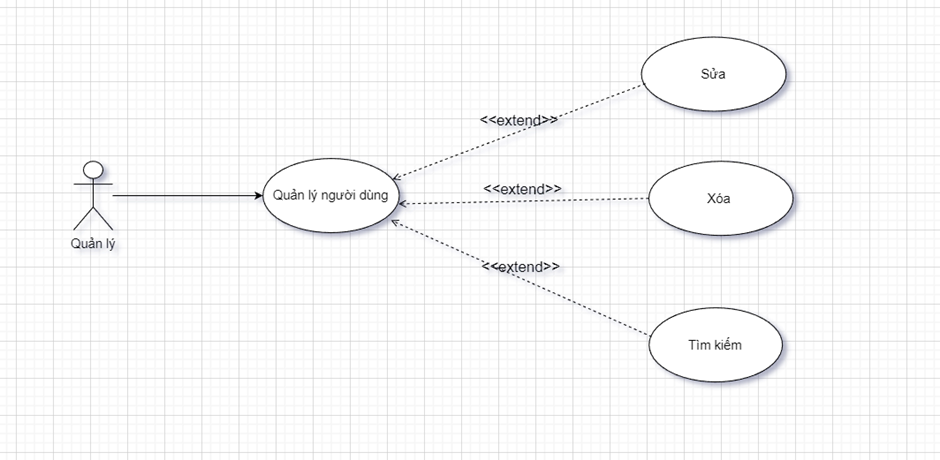 Sửa
<<extend>>
Quản lý người dùng
<<extend>>
Xóa
Quản lý
<<extend>>
Tìm kiếm